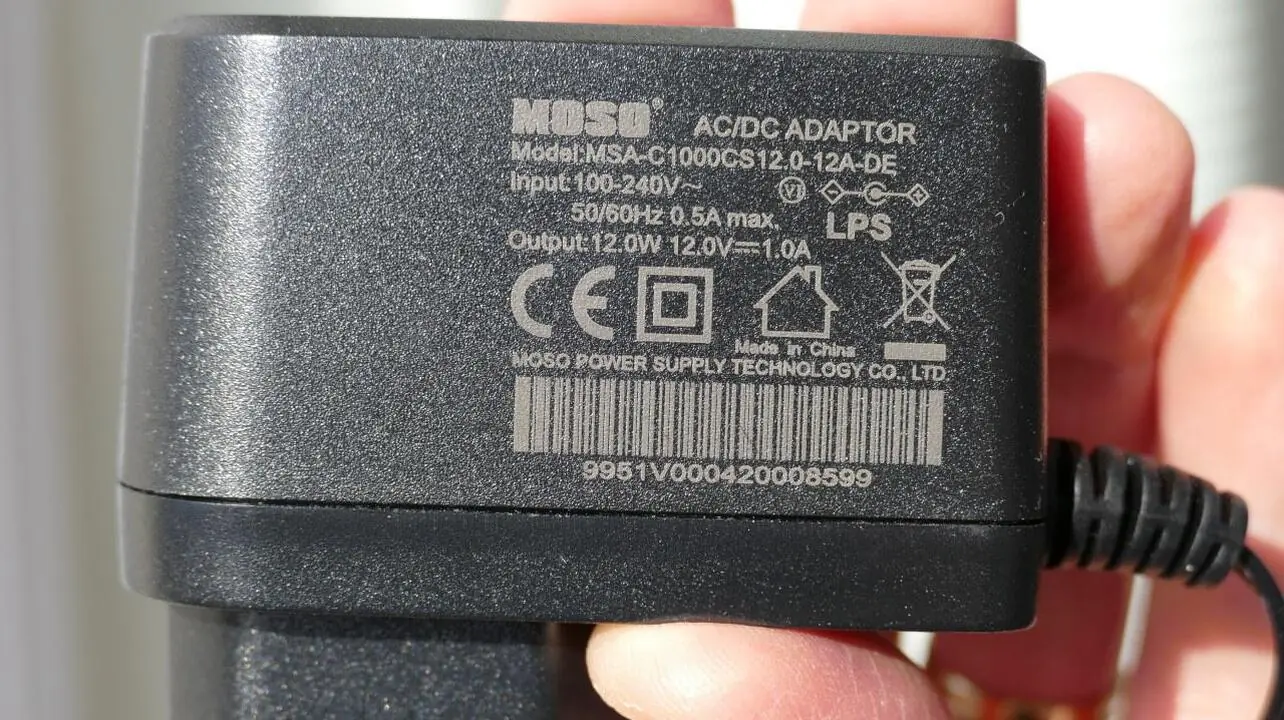 MOSO® AC/DC ADAPTOR
Model:MSA-C1000CS12.0-12A-DE
Input:100-240V~
VI
50/60Hz 0.5A max.
LPS
Output:12.0W 12.0V⎓1.0A
CE
Made in China
MOSO POWER SUPPLY TECHNOLOGY CO., LTD
9951V000420008599